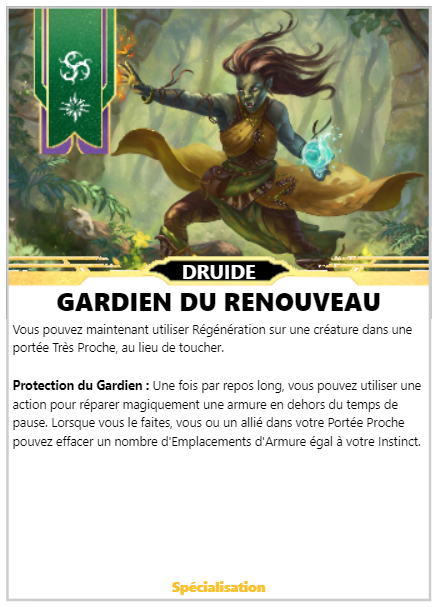 DRUIDE
GARDIEN DU RENOUVEAU
Vous pouvez maintenant utiliser Régénération sur une créature dans une
portée Très Proche, au lieu de toucher.
Protection du Gardien : Une fois par repos long, vous pouvez utiliser une
action pour réparer magiquement une armure en dehors du temps de
pause. Lorsque vous le faites, vous ou un allié dans votre Portée Proche
pouvez effacer un nombre d'Emplacements d'Armure égal à votre Instinct.
Spécialisation